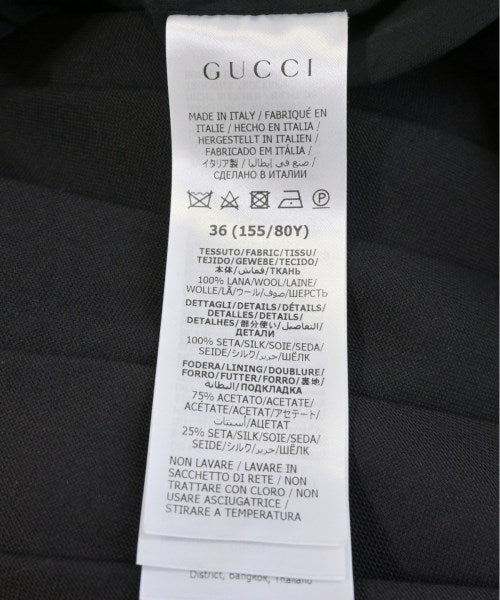 GUCCI
MADE IN ITALY / FABRIQUÉ EN
ITALIE / HECHO EN ITALIA /
HERGESTELLT IN ITALIEN /
FABRICADO EM ITÁLIA /
イタリア製 / صنع في إيطاليا /
СДЕЛАНО В ИТАЛИИ
P
36 (155/80Y)
TESSUTO/FABRIC/TISSU/
TEJIDO/GEWEBE/TECIDO/
本体/قماش/ТКАНЬ
100% LANA/WOOL/LAINE/
WOLLE/LÃ/ウール/صوف/ШЕРСТЬ
DETTAGLI/DETAILS/DÉTAILS/
DETALLES/DETAILS/
DETALHES/部分使い/التفاصيل/
ДЕТАЛИ
100% SETA/SILK/SOIE/SEDA/
SEIDE/シルク/حرير/ШЁЛК
FODERA/LINING/DOUBLURE/
FORRO/FUTTER/FORRO/裏地/
البطانة/ПОДКЛАДКА
75% ACETATO/ACETATE/
ACÉTATE/ACETAT/アセテート/
أسيتات/АЦЕТАТ
25% SETA/SILK/SOIE/SEDA/
SEIDE/シルク/حرير/ШЁЛК
NON LAVARE / LAVARE IN
SACCHETTO DI RETE / NON
TRATTARE CON CLORO / NON
USARE ASCIUGATRICE /
STIRARE A TEMPERATURA
District, Bangkok, Thailand